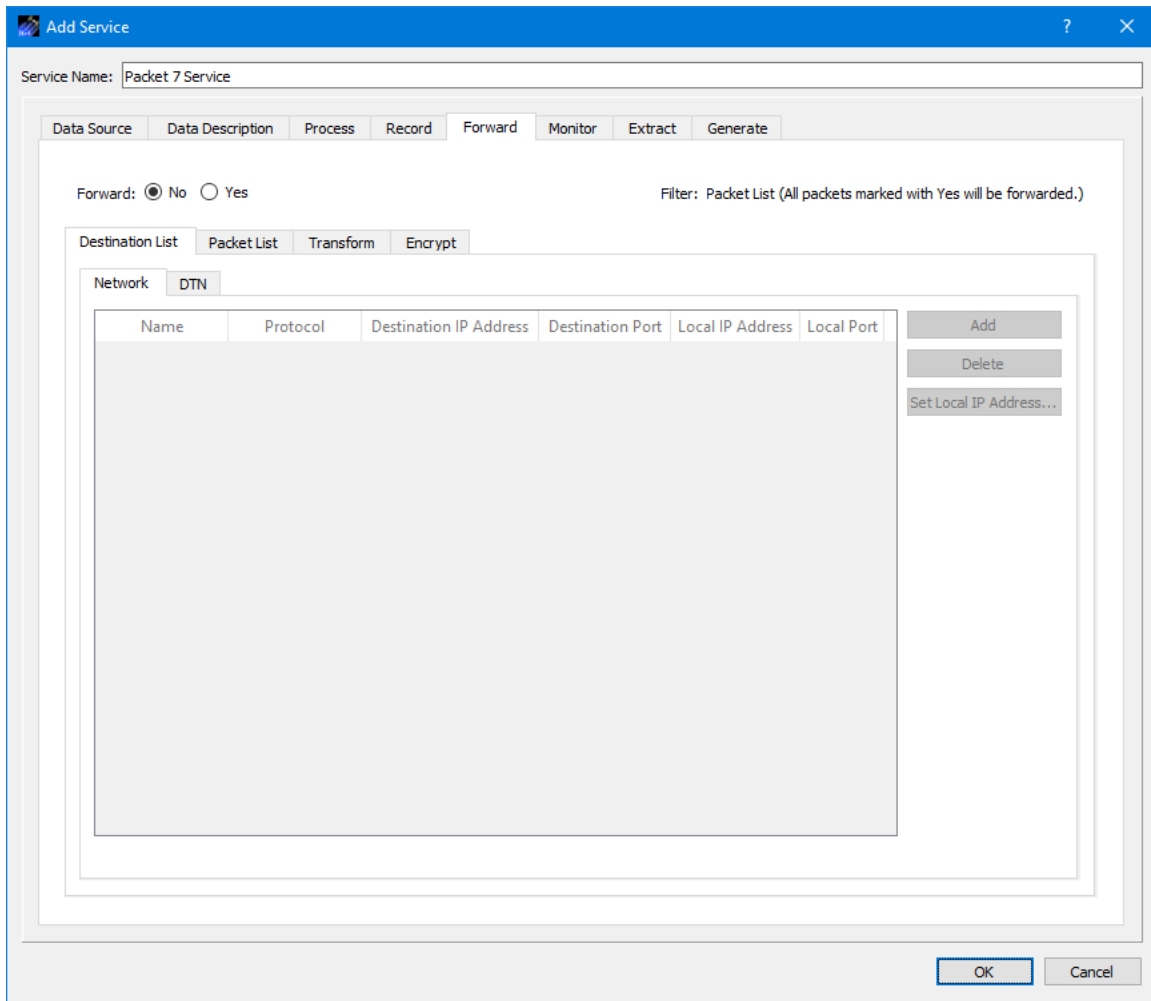 Add Service
Service Name: Packet 7 Service
Data Source Data Description Process Record Forward Monitor Extract Generate
Forward: No Yes Filter: Packet List (All packets marked with Yes will be forwarded.)
Destination List Packet List Transform Encrypt
Network DTN
Name Protocol Destination IP Address Destination Port Local IP Address Local Port Add
Delete
Set Local IP Address...
OK Cancel